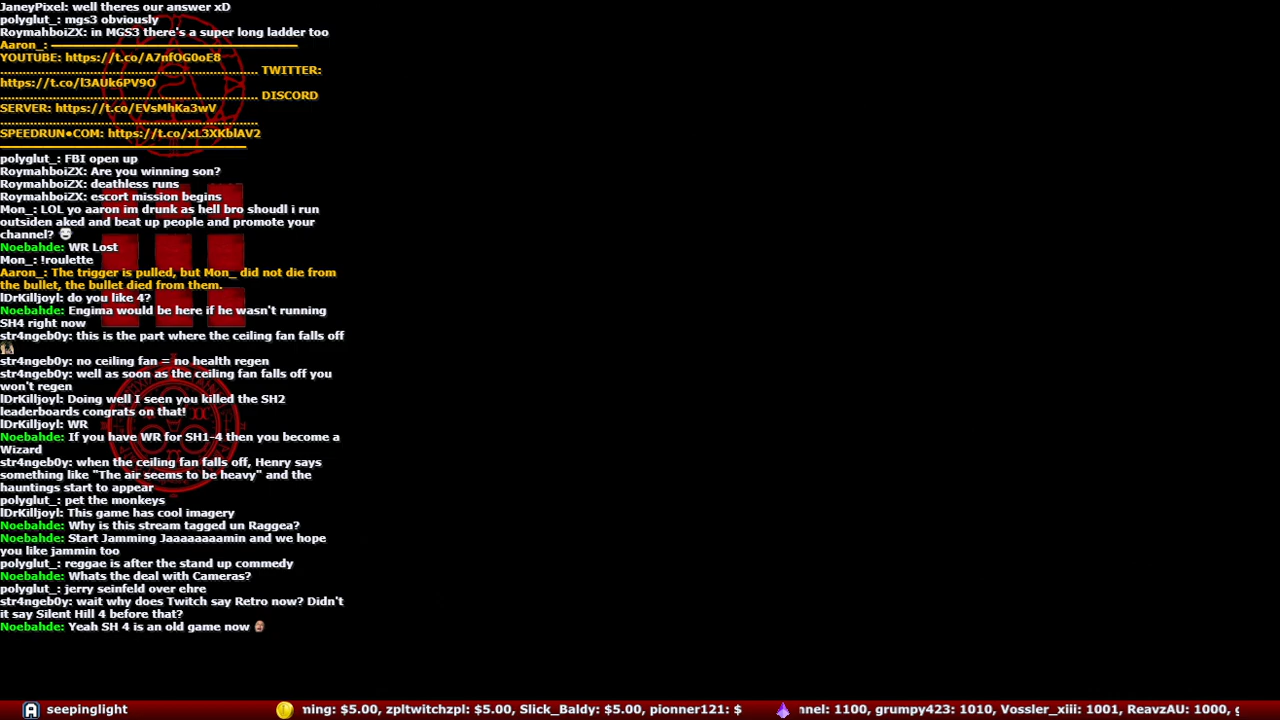 JaneyPixel: well theres our answer xD
polyglut_: mgs3 obviously
RoymahboiZX: in MGS3 there's a super long ladder too
Aaron_: ━━━━━━━━━━━━━━━━━━━━━━━━━━━━━━
YOUTUBE: https://t.co/A7nfOG0oE8
................................................................... TWITTER:
https://t.co/l3AUk6PV9O
................................................................... DISCORD
SERVER: https://t.co/EVsMhKa3wV
...................................................................
SPEEDRUN●COM: https://t.co/xL3XKblAV2
━━━━━━━━━━━━━━━━━━━━━━━━━━━━━━
polyglut_: FBI open up
RoymahboiZX: Are you winning son?
RoymahboiZX: deathless runs
RoymahboiZX: escort mission begins
Mon_: LOL yo aaron im drunk as hell bro shoudl i run
outsiden aked and beat up people and promote your
channel?
Noebahde: WR Lost
Mon_: !roulette
Aaron_: The trigger is pulled, but Mon_ did not die from
the bullet, the bullet died from them.
lDrKilljoyl: do you like 4?
Noebahde: Engima would be here if he wasn't running
SH4 right now
str4ngeb0y: this is the part where the ceiling fan falls off
str4ngeb0y: no ceiling fan = no health regen
str4ngeb0y: well as soon as the ceiling fan falls off you
won't regen
lDrKilljoyl: Doing well I seen you killed the SH2
leaderboards congrats on that!
lDrKilljoyl: WR
Noebahde: If you have WR for SH1-4 then you become a
Wizard
str4ngeb0y: when the ceiling fan falls off, Henry says
something like "The air seems to be heavy" and the
hauntings start to appear
polyglut_: pet the monkeys
lDrKilljoyl: This game has cool imagery
Noebahde: Why is this stream tagged un Raggea?
Noebahde: Start Jamming Jaaaaaaaamin and we hope
you like jammin too
polyglut_: reggae is after the stand up commedy
Noebahde: Whats the deal with Cameras?
polyglut_: jerry seinfeld over ehre
str4ngeb0y: wait why does Twitch say Retro now? Didn't
it say Silent Hill 4 before that?
Noebahde: Yeah SH 4 is an old game now
seepinglight ning: $5.00, zpltwitchzpl: $5.00, Slick_Baldy: $5.00, pionner121: $ nnel: 1100, grumpy423: 1010, Vossler_xiii: 1001, ReavzAU: 1000,